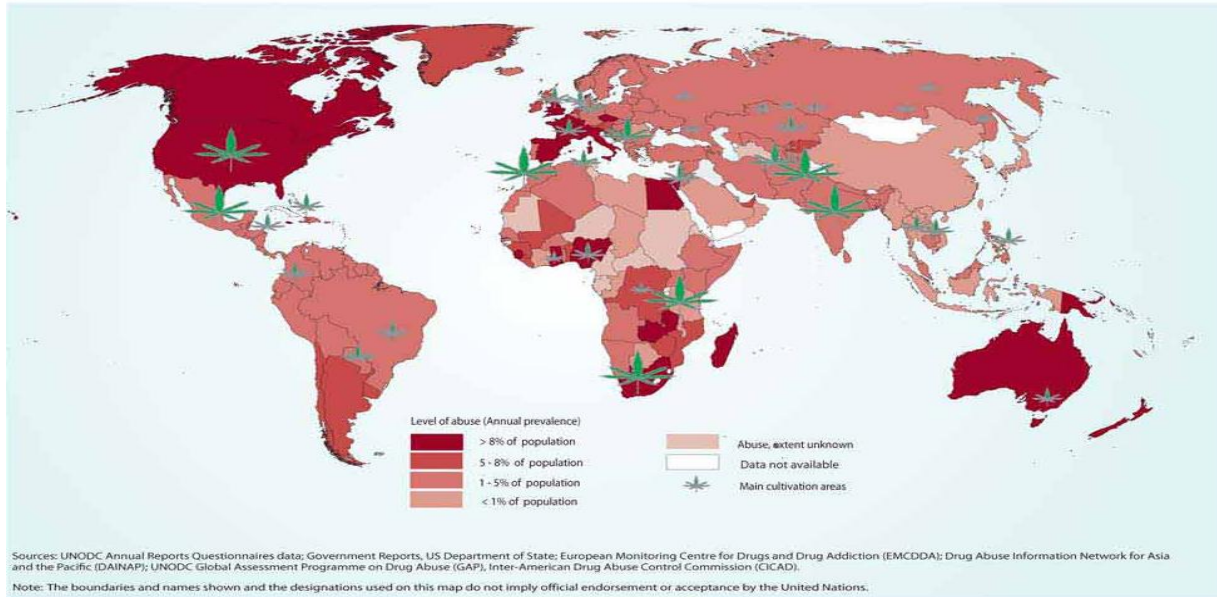 Level of abuse (Annual prevalence)
> 8% of population
5 - 8% of population
1 - 5% of population
< 1% of population
Abuse, extent unknown
Data not available
Main cultivation areas
Sources: UNODC Annual Reports Questionnaires data; Government Reports, US Department of State; European Monitoring Centre for Drugs and Drug Addiction (EMCDDA); Drug Abuse Information Network for Asia
and the Pacific (DAINAP); UNODC Global Assessment Programme on Drug Abuse (GAP), Inter-American Drug Abuse Control Commission (CICAD).
Note: The boundaries and names shown and the designations used on this map do not imply official endorsement or acceptance by the United Nations.